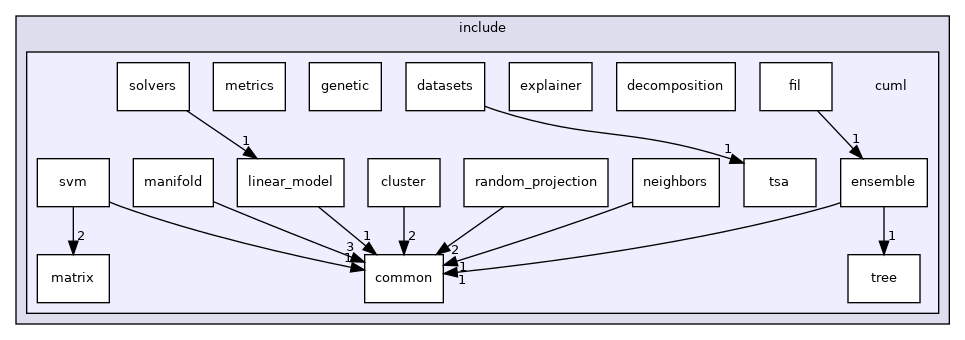 include
solvers metrics genetic datasets explainer decomposition fil cuml
1 1 1
svm manifold linear_model cluster random_projection neighbors tsa ensemble
2 1 2 1
3 2
1 1
matrix common tree
1